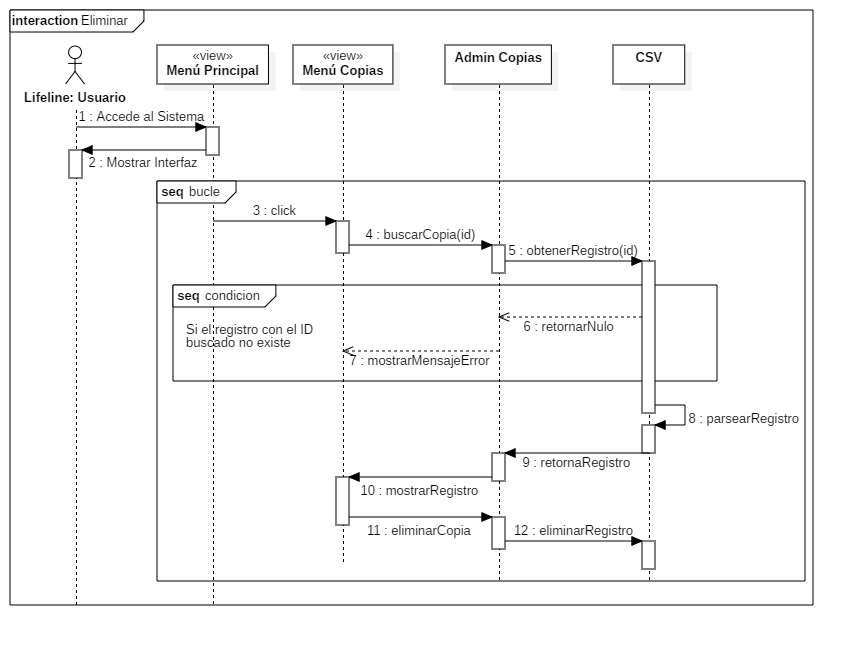 interaction Eliminar
«view»
Menú Principal
«view»
Menú Copias
Admin Copias
CSV
Lifeline: Usuario
1 : Accede al Sistema
2 : Mostrar Interfaz
seq bucle
3 : click
4 : buscarCopia(id)
5 : obtenerRegistro(id)
seq condicion
Si el registro con el ID
buscado no existe
6 : retornarNulo
7 : mostrarMensajeError
8 : parsearRegistro
9 : retornaRegistro
10 : mostrarRegistro
11 : eliminarCopia
12 : eliminarRegistro